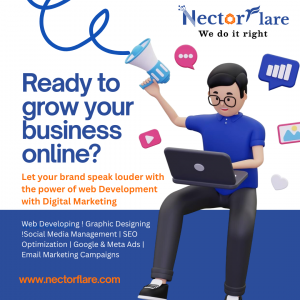 NectorFlare
We do it right
Ready to
grow your
business
online?
Let your brand speak louder with
the power of web Development
with Digital Marketing
Web Developing ! Graphic Designing
!Social Media Management | SEO
Optimization | Google & Meta Ads |
Email Marketing Campaigns
www.nectorflare.com